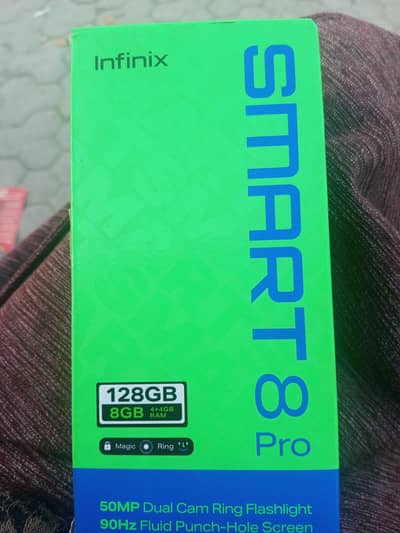 Infinix
SMART 8
Pro
128GB
8GB 4+4GB RAM
Magic Ring
50MP Dual Cam Ring Flashlight
90Hz Fluid Punch-Hole Screen